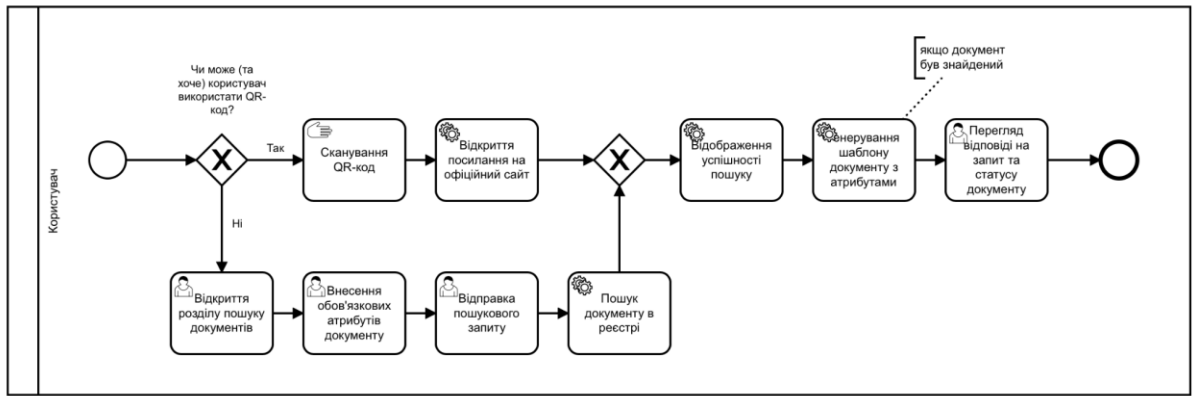 Користувач
Чи може (та
хоче) користувач
використати QR-
код?
Так
Ні
Сканування
QR-код
Відкриття
посилання на
офіційний сайт
Відображення
успішності
пошуку
якщо документ
був знайдений
Генерування
шаблону
документу з
атрибутами
Перегляд
відповіді на
запит та
статусу
документу
Відкриття
розділу пошуку
документів
Внесення
обов'язкових
атрибутів
документу
Відправка
пошукового
запиту
Пошук
документу в
реєстрі